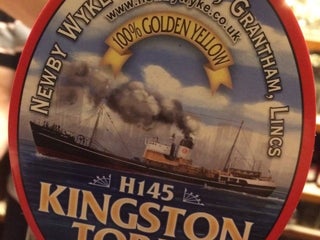 NEWBY WYKE GRANTHAM, LINCS
www.newbywyke.co.uk
100% GOLDEN YELLOW
H145
KINGSTON